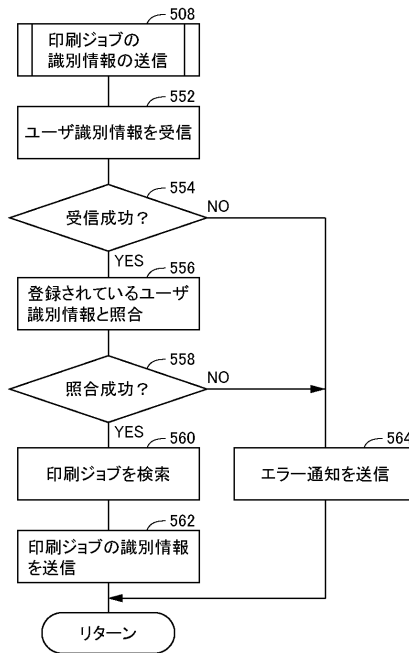 508
印刷ジョブの
識別情報の送信
552
ユーザ識別情報を受信
554
受信成功？
NO
YES
556
登録されているユーザ
識別情報と照合
558
照合成功？
NO
YES
560
印刷ジョブを検索
564
エラー通知を送信
562
印刷ジョブの識別情報
を送信
リターン